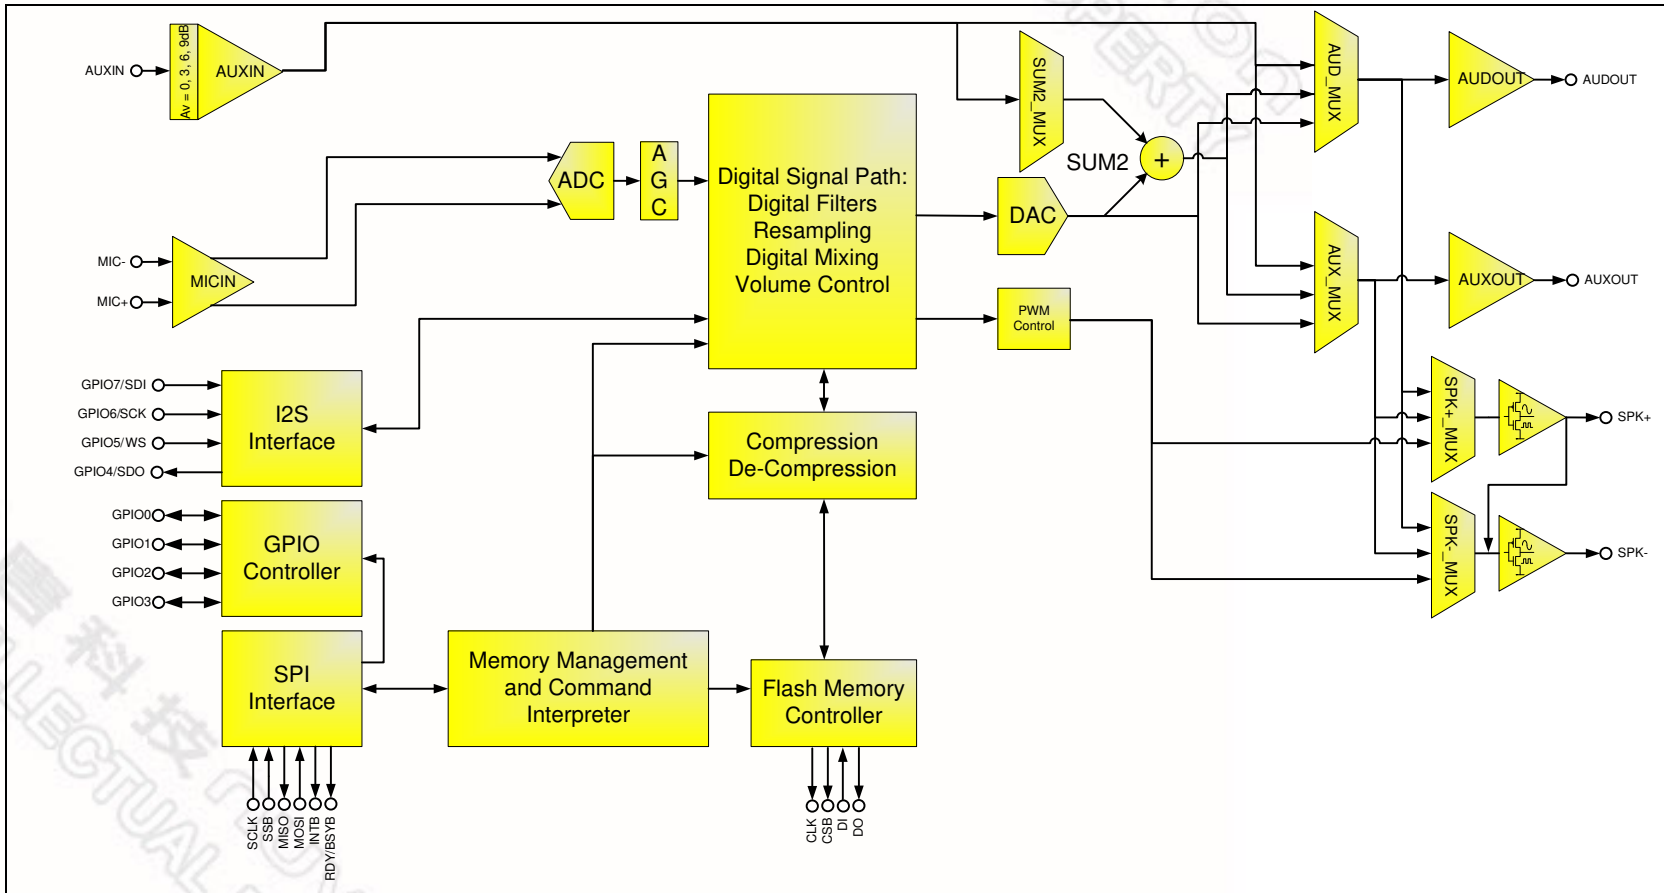 AUXIN
Av = 0, 3, 6, 9dB
AUXIN
MIC-
MIC+
MICIN
ADC
A
G
C
Digital Signal Path:
Digital Filters
Resampling
Digital Mixing
Volume Control
SUM2_MUX
SUM2
+
DAC
PWM
Control
AUD_MUX
AUDOUT
AUDOUT
AUX_MUX
AUXOUT
AUXOUT
SPK+_MUX
SPK+
SPK-_MUX
SPK-
GPIO7/SDI
GPIO6/SCK
GPIO5/WS
GPIO4/SDO
I2S
Interface
Compression
De-Compression
GPIO0
GPIO1
GPIO2
GPIO3
GPIO
Controller
SPI
Interface
Memory Management
and Command
Interpreter
Flash Memory
Controller
SCLK
SSB
MISO
MOSI
INTB
RDY/BSYB
CLK
CSB
DI
DO
科技